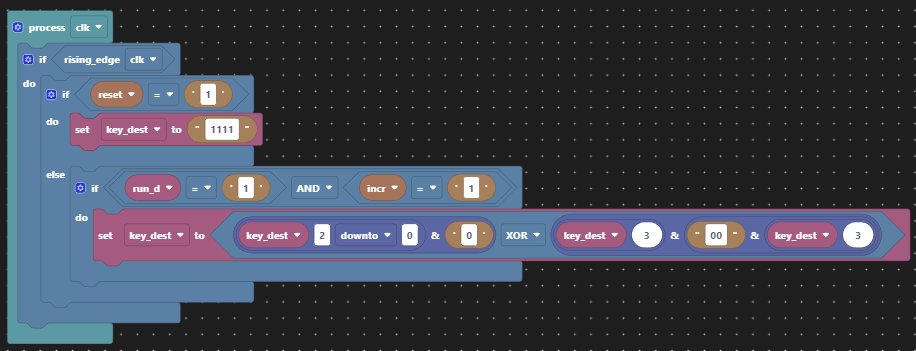 process clk
if rising_edge clk
do if reset = ' 1 '
do set key_dest to " 1111 "
else if run_d = ' 1 ' AND incr = ' 1 '
do set key_dest to key_dest 2 downto 0 & ' 0 ' XOR key_dest 3 & " 00 " & key_dest 3